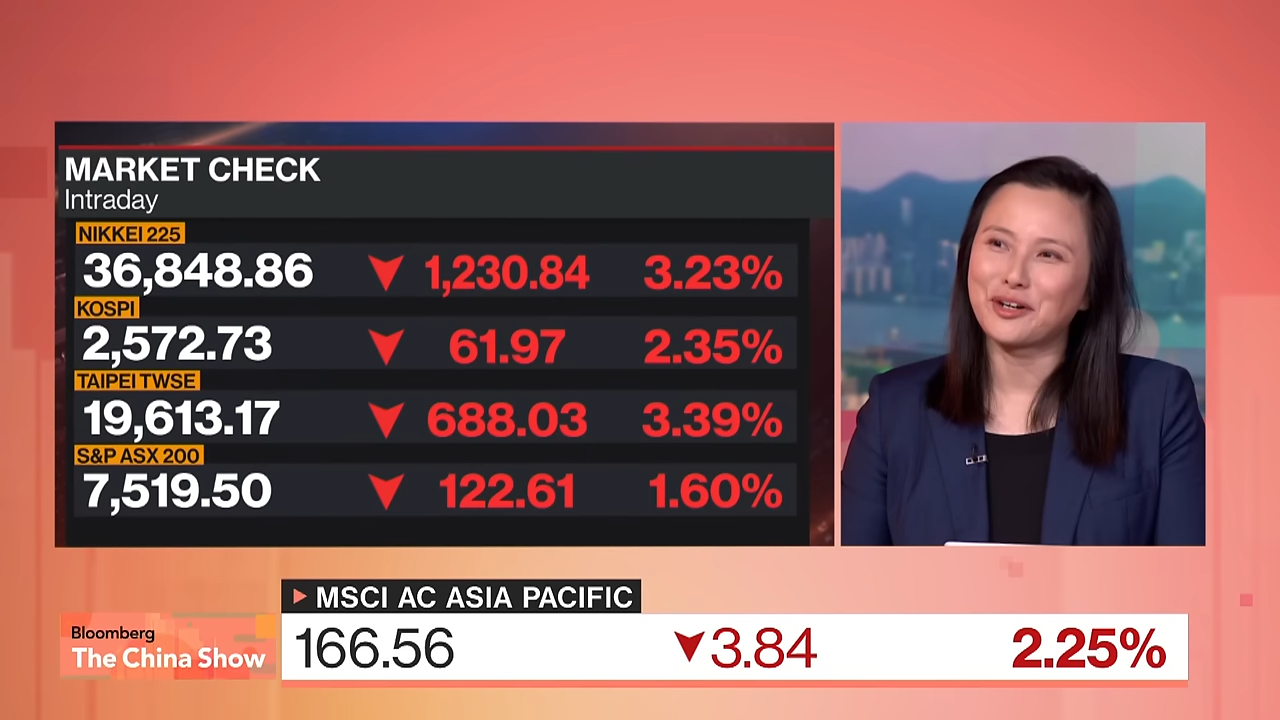 MARKET CHECK
Intraday
NIKKEI 225
36,848.86 ▼ 1,230.84 3.23%
KOSPI
2,572.73 ▼ 61.97 2.35%
TAIPEI TWSE
19,613.17 ▼ 688.03 3.39%
S&P ASX 200
7,519.50 ▼ 122.61 1.60%
MSCI AC ASIA PACIFIC
166.56 ▼3.84 2.25%
Bloomberg
The China Show